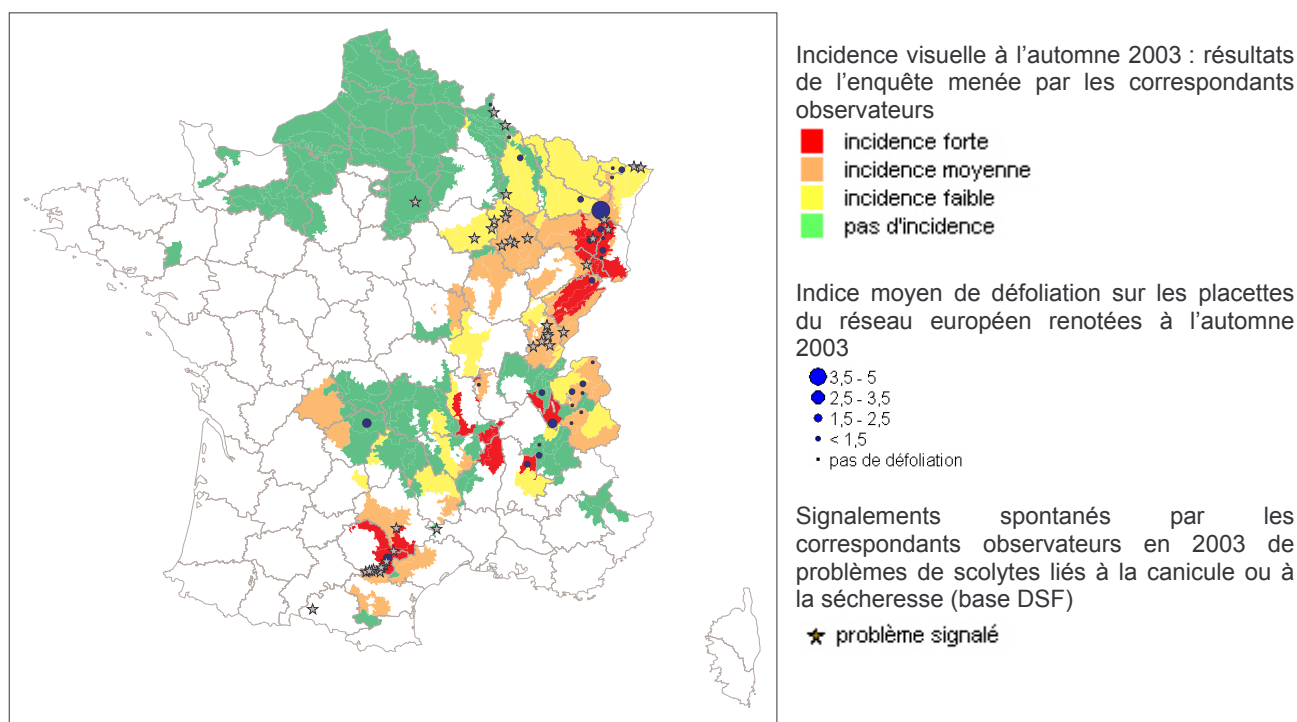 Incidence visuelle à l'automne 2003 : résultats
de l'enquête menée par les correspondants
observateurs
incidence forte
incidence moyenne
incidence faible
pas d'incidence
Indice moyen de défoliation sur les placettes
du réseau européen renotées à l'automne
2003
3,5 - 5
2,5 - 3,5
1,5 - 2,5
< 1,5
pas de défoliation
Signalements spontanés par les
correspondants observateurs en 2003 de
problèmes de scolytes liés à la canicule ou à
la sécheresse (base DSF)
problème signalé